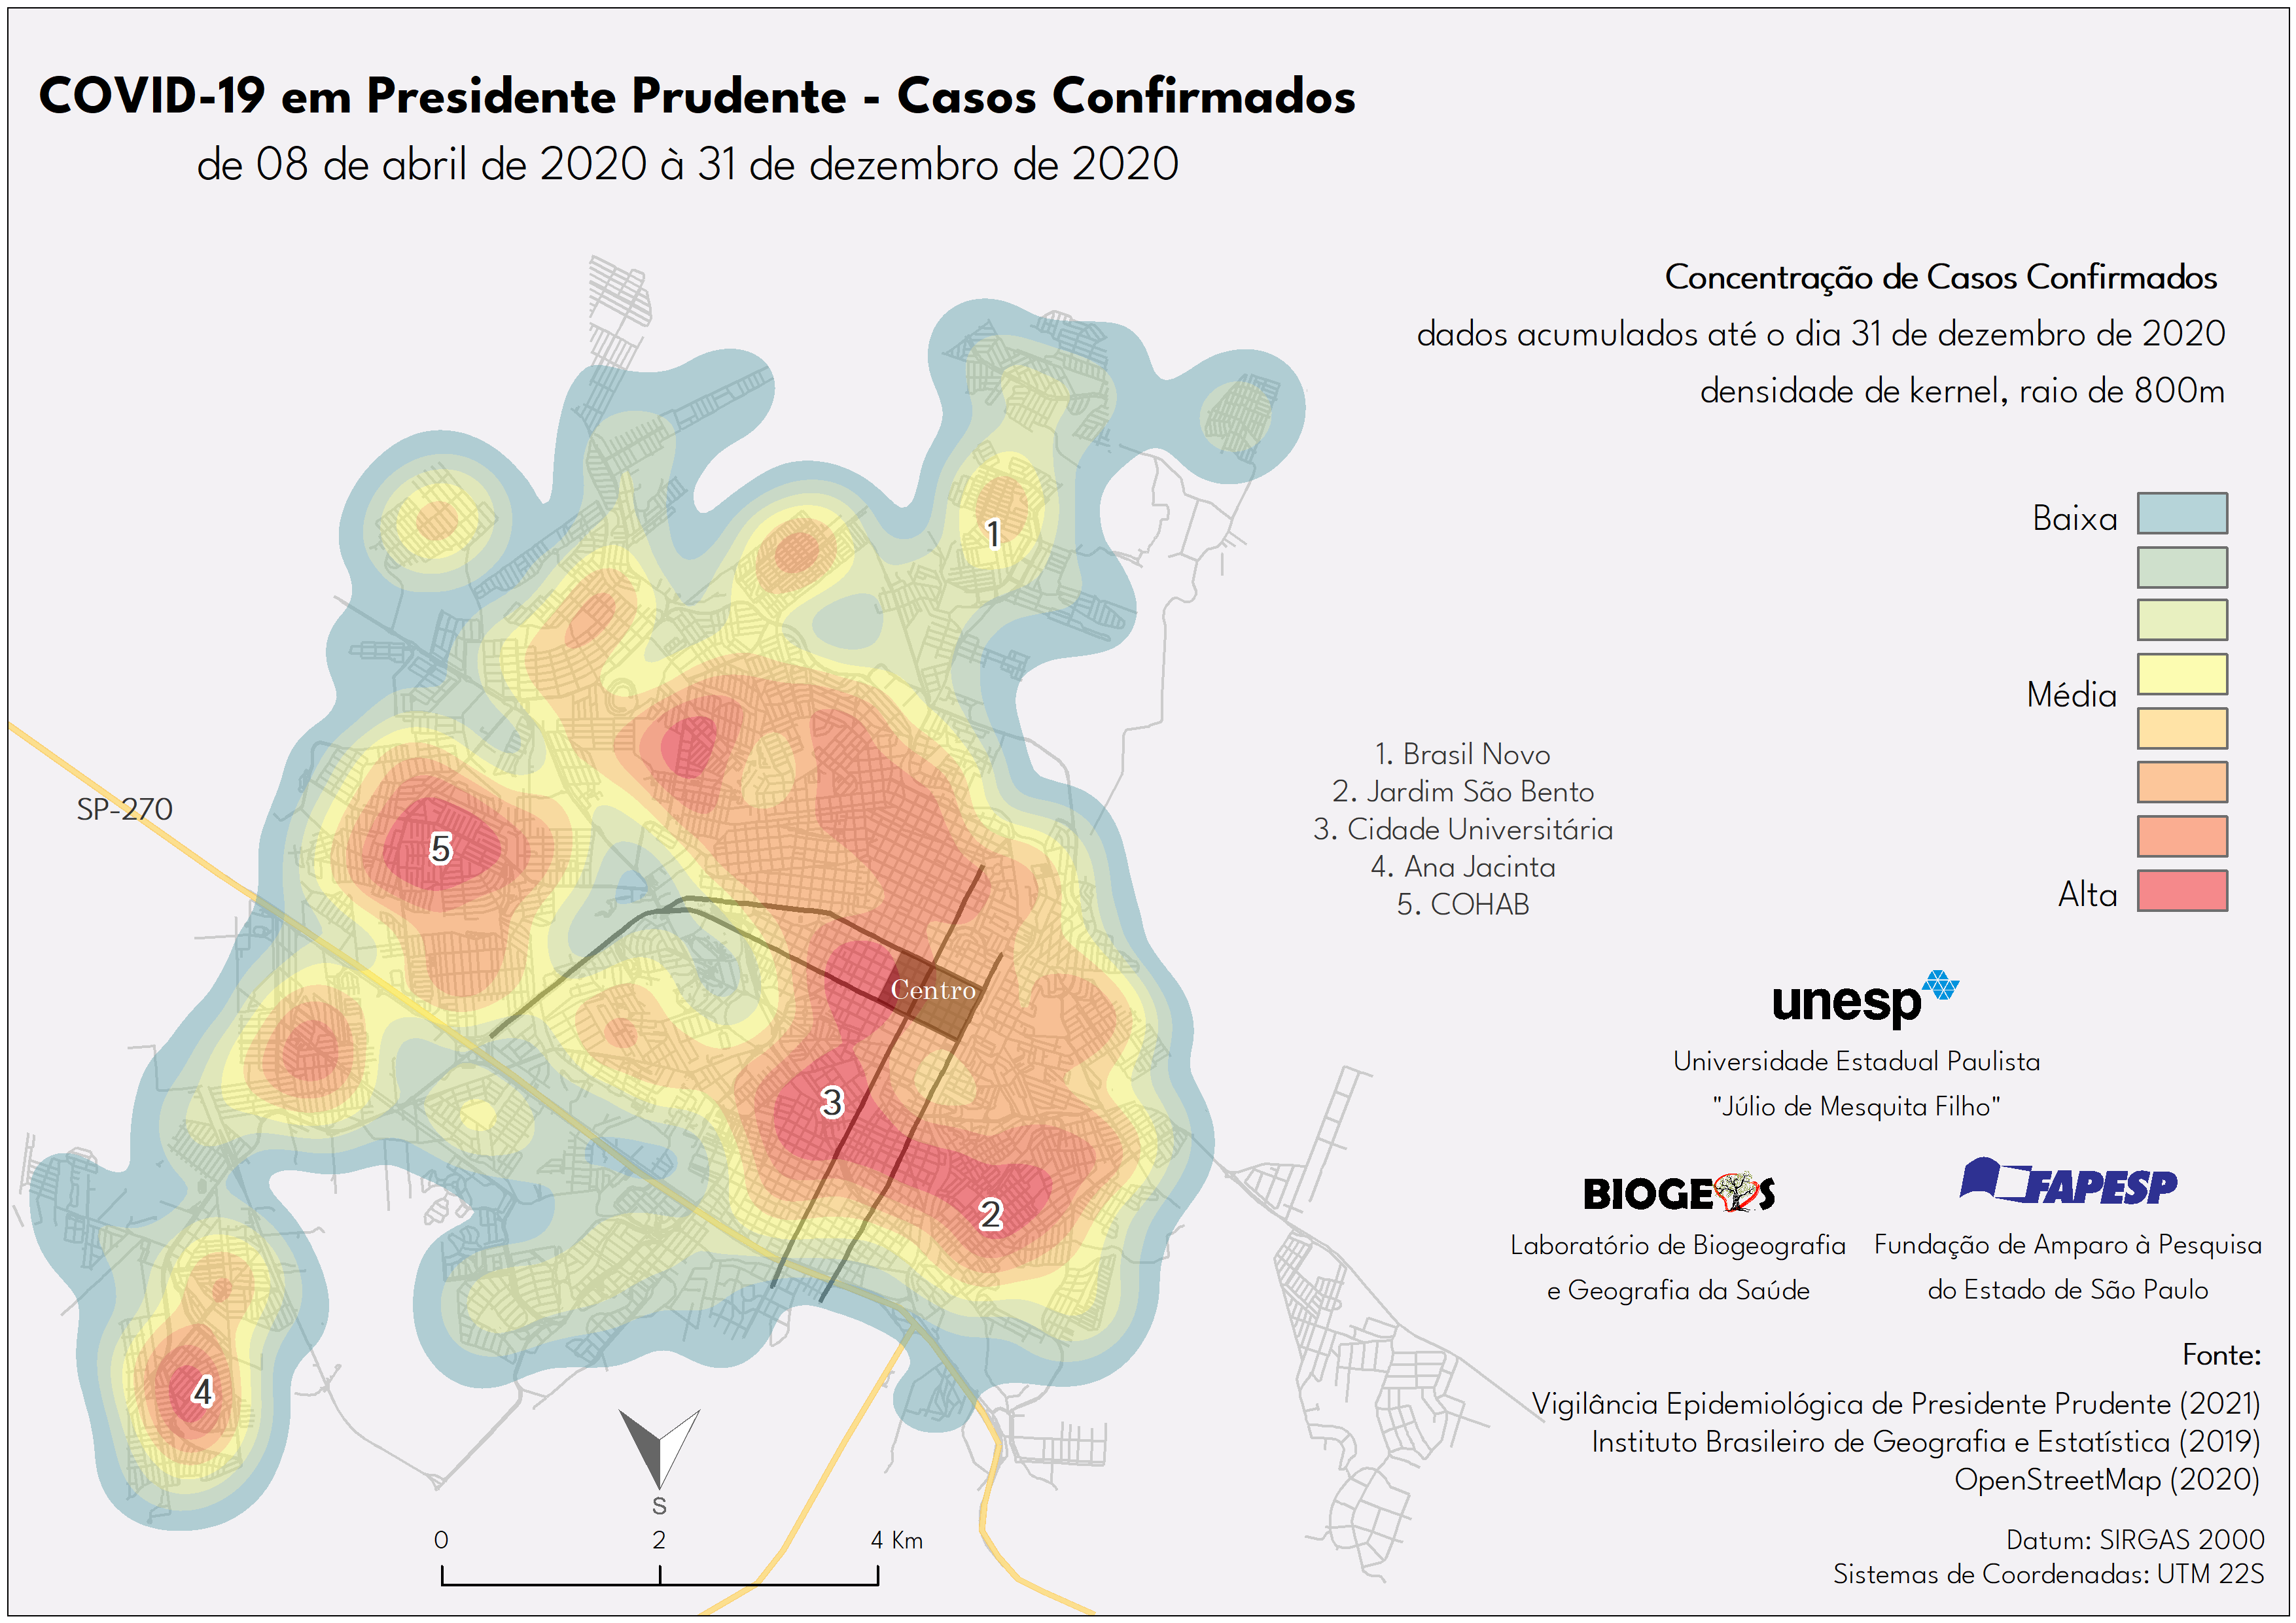 COVID-19 em Presidente Prudente - Casos Confirmados
de 08 de abril de 2020 à 31 de dezembro de 2020
Concentração de Casos Confirmados
dados acumulados até o dia 31 de dezembro de 2020
densidade de kernel, raio de 800m
Baixa
Média
Alta
1
5
SP-270
Centro
3
2
4
1. Brasil Novo
2. Jardim São Bento
3. Cidade Universitária
4. Ana Jacinta
5. COHAB
unesp
Universidade Estadual Paulista
"Júlio de Mesquita Filho"
BIOGEOS
Laboratório de Biogeografia
e Geografia da Saúde
FAPESP
Fundação de Amparo à Pesquisa
do Estado de São Paulo
Fonte:
Vigilância Epidemiológica de Presidente Prudente (2021)
Instituto Brasileiro de Geografia e Estatística (2019)
OpenStreetMap (2020)
S
0 2 4 Km
Datum: SIRGAS 2000
Sistemas de Coordenadas: UTM 22S